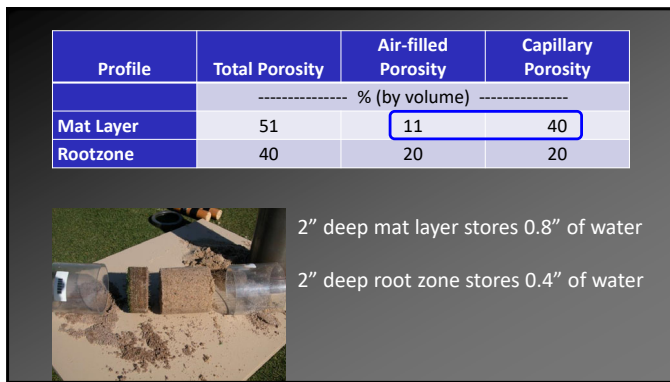 Profile Total Porosity Air-filled Porosity Capillary Porosity
--------------- % (by volume) ---------------
Mat Layer 51 11 40
Rootzone 40 20 20
2” deep mat layer stores 0.8” of water
2” deep root zone stores 0.4” of water